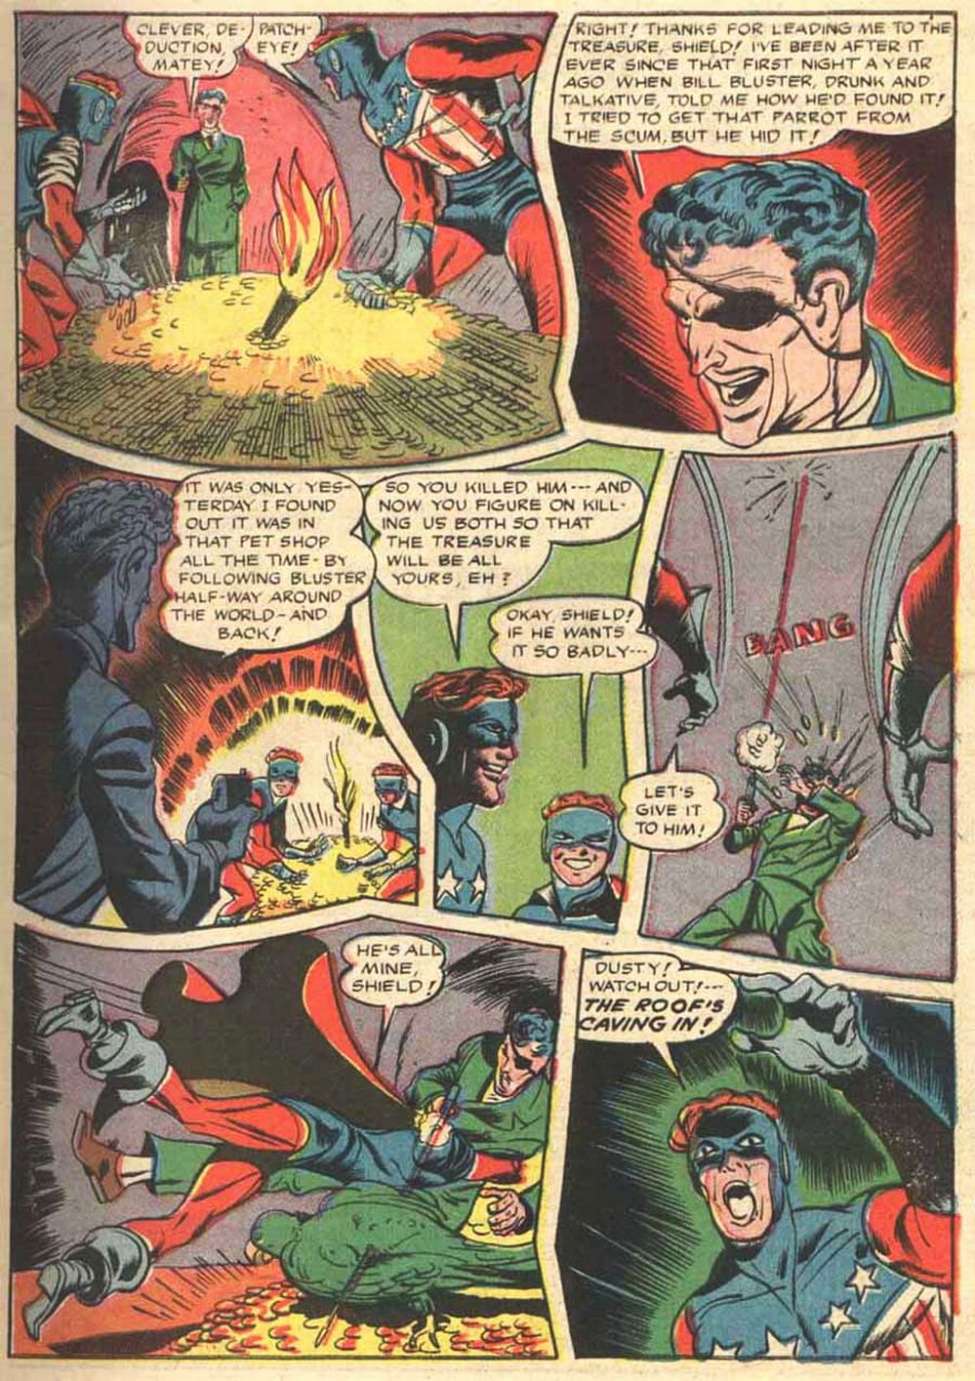 CLEVER, DE-
DUCTION,
MATEY!
PATCH-
EYE!
RIGHT! THANKS FOR LEADING ME TO THE
TREASURE, SHIELD! I'VE BEEN AFTER IT
EVER SINCE THAT FIRST NIGHT A YEAR
AGO WHEN BILL BLUSTER, DRUNK AND
TALKATIVE, TOLD ME HOW HE'D FOUND IT!
I TRIED TO GET THAT PARROT FROM
THE SCUM, BUT HE HID IT!
IT WAS ONLY YES-
TERDAY I FOUND
OUT IT WAS IN
THAT PET SHOP
ALL THE TIME - BY
FOLLOWING BLUSTER
HALF-WAY AROUND
THE WORLD - AND
BACK!
SO YOU KILLED HIM --- AND
NOW YOU FIGURE ON KILL-
ING US BOTH SO THAT
THE TREASURE
WILL BE ALL
YOURS, EH?
OKAY, SHIELD!
IF HE WANTS
IT SO BADLY---
BANG
LET'S
GIVE IT
TO HIM!
HE'S ALL
MINE,
SHIELD!
DUSTY!
WATCH OUT!---
THE ROOF'S
CAVING IN!